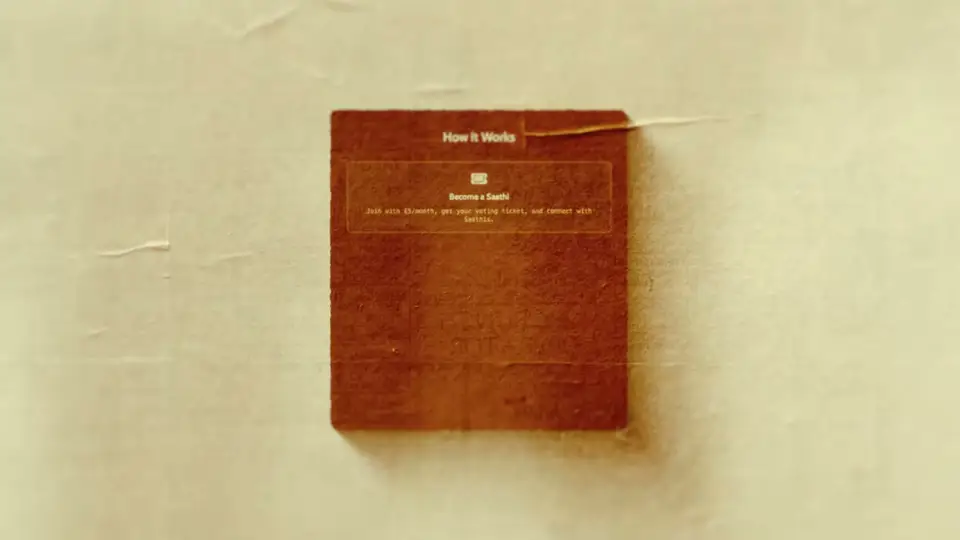 How it Works
Become a Saathi
Join with £5/month, get your voting ticket, and connect with
Saathis.